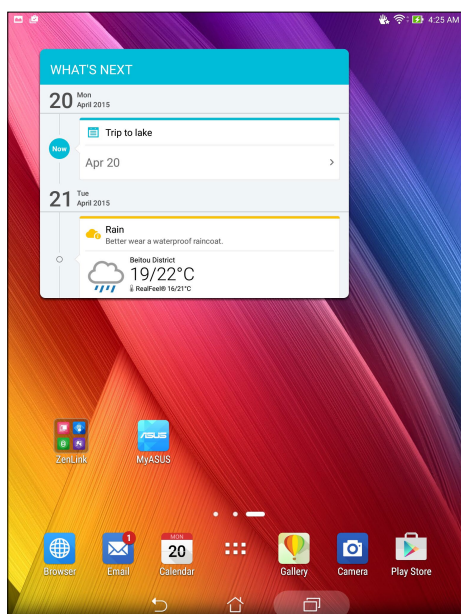 4:25 AM
WHAT'S NEXT
20 Mon
April 2015
Trip to lake
Now
Apr 20
21 Tue
April 2015
Rain
Better wear a waterproof raincoat.
Beitou District
19/22°C
RealFeel® 16/21°C
/SUS
ZenLink
MyASUS
1
MON
20
Browser
Email
Calendar
Gallery
Camera
Play Store